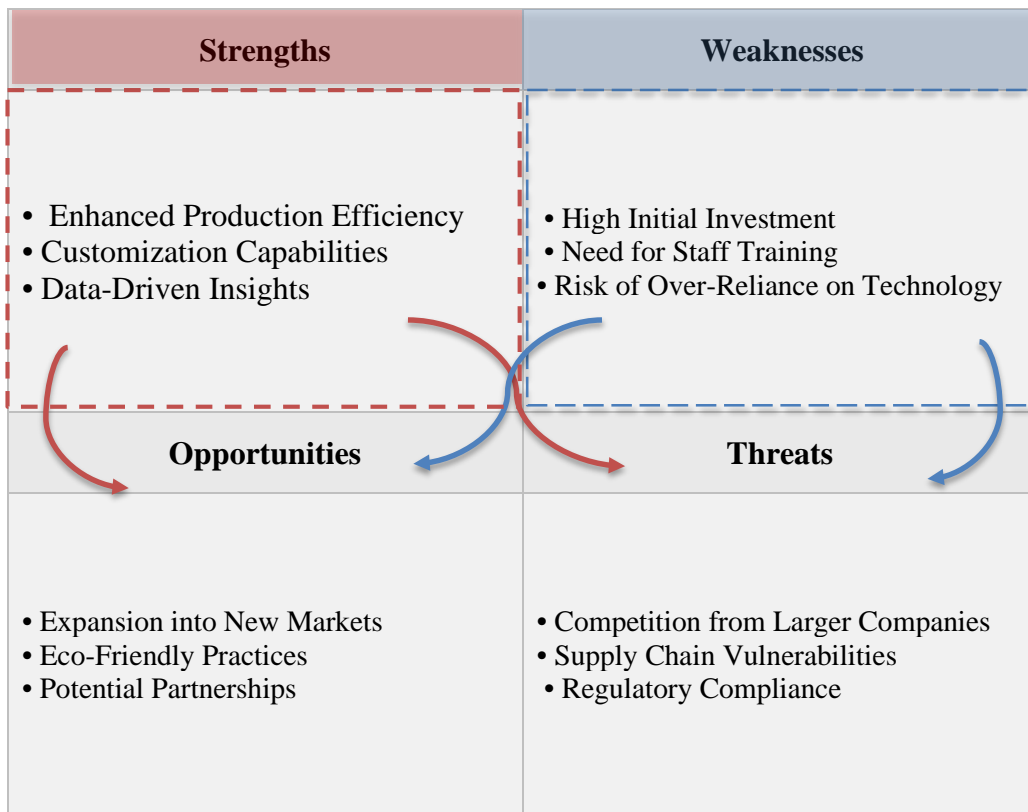 Strengths
Weaknesses
• Enhanced Production Efficiency
• Customization Capabilities
• Data-Driven Insights
• High Initial Investment
• Need for Staff Training
• Risk of Over-Reliance on Technology
Opportunities
Threats
• Expansion into New Markets
• Eco-Friendly Practices
• Potential Partnerships
• Competition from Larger Companies
• Supply Chain Vulnerabilities
• Regulatory Compliance